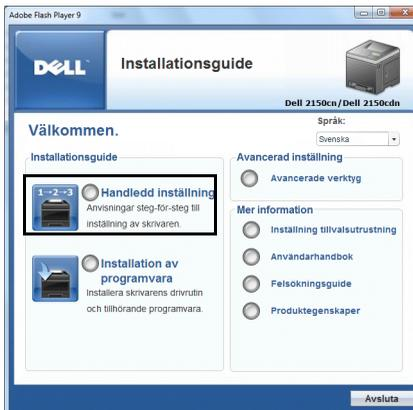 Adobe Flash Player 9
DELL
Installationsguide
Dell 2150cn/Dell 2150cdn
Välkommen.
Språk:
Svenska
Installationsguide
1→2→3
Handledd inställning
Anvisningar steg-för-steg till
inställning av skrivaren.
Installation av
programvara
Installera skrivarens drivrutin
och tillhörande programvara.
Avancerad inställning
Avancerade verktyg
Mer information
Inställning tillvalsutrustning
Användarhandbok
Felsökningsguide
Produktegenskaper
Avsluta